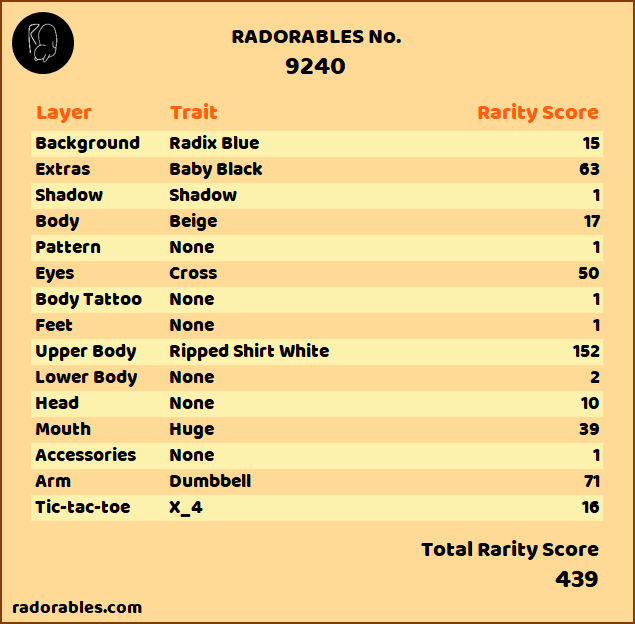 RADORABLES No.
9240
Layer Trait Rarity Score
Background Radix Blue 15
Extras Baby Black 63
Shadow Shadow 1
Body Beige 17
Pattern None 1
Eyes Cross 50
Body Tattoo None 1
Feet None 1
Upper Body Ripped Shirt White 152
Lower Body None 2
Head None 10
Mouth Huge 39
Accessories None 1
Arm Dumbbell 71
Tic-tac-toe X_4 16
Total Rarity Score
439
radorables.com